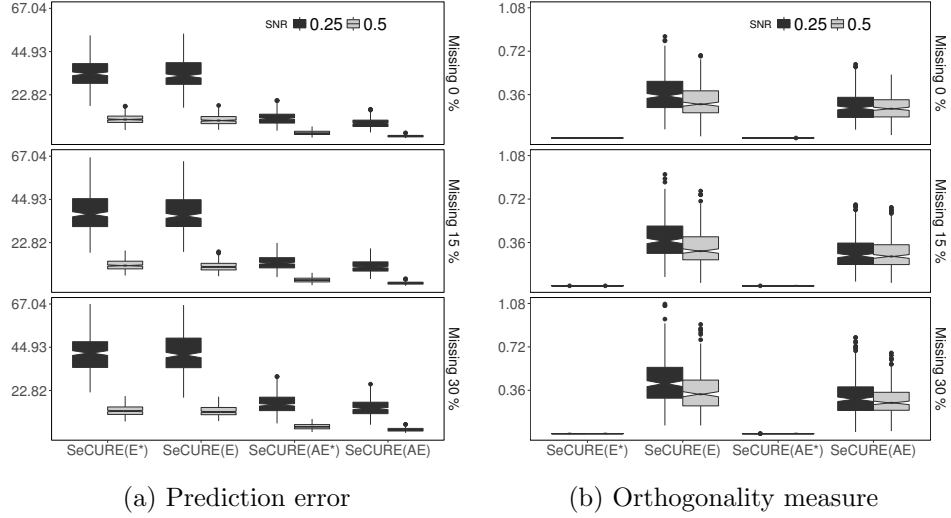 SNR 0.25 0.5
67.04
44.93
22.82
Missing 0 %
67.04
44.93
22.82
Missing 15 %
67.04
44.93
22.82
Missing 30 %
SeCURE(E*) SeCURE(E) SeCURE(AE*) SeCURE(AE)
(a) Prediction error
SNR 0.25 0.5
1.08
0.72
0.36
Missing 0 %
1.08
0.72
0.36
Missing 15 %
1.08
0.72
0.36
Missing 30 %
SeCURE(E*) SeCURE(E) SeCURE(AE*) SeCURE(AE)
(b) Orthogonality measure